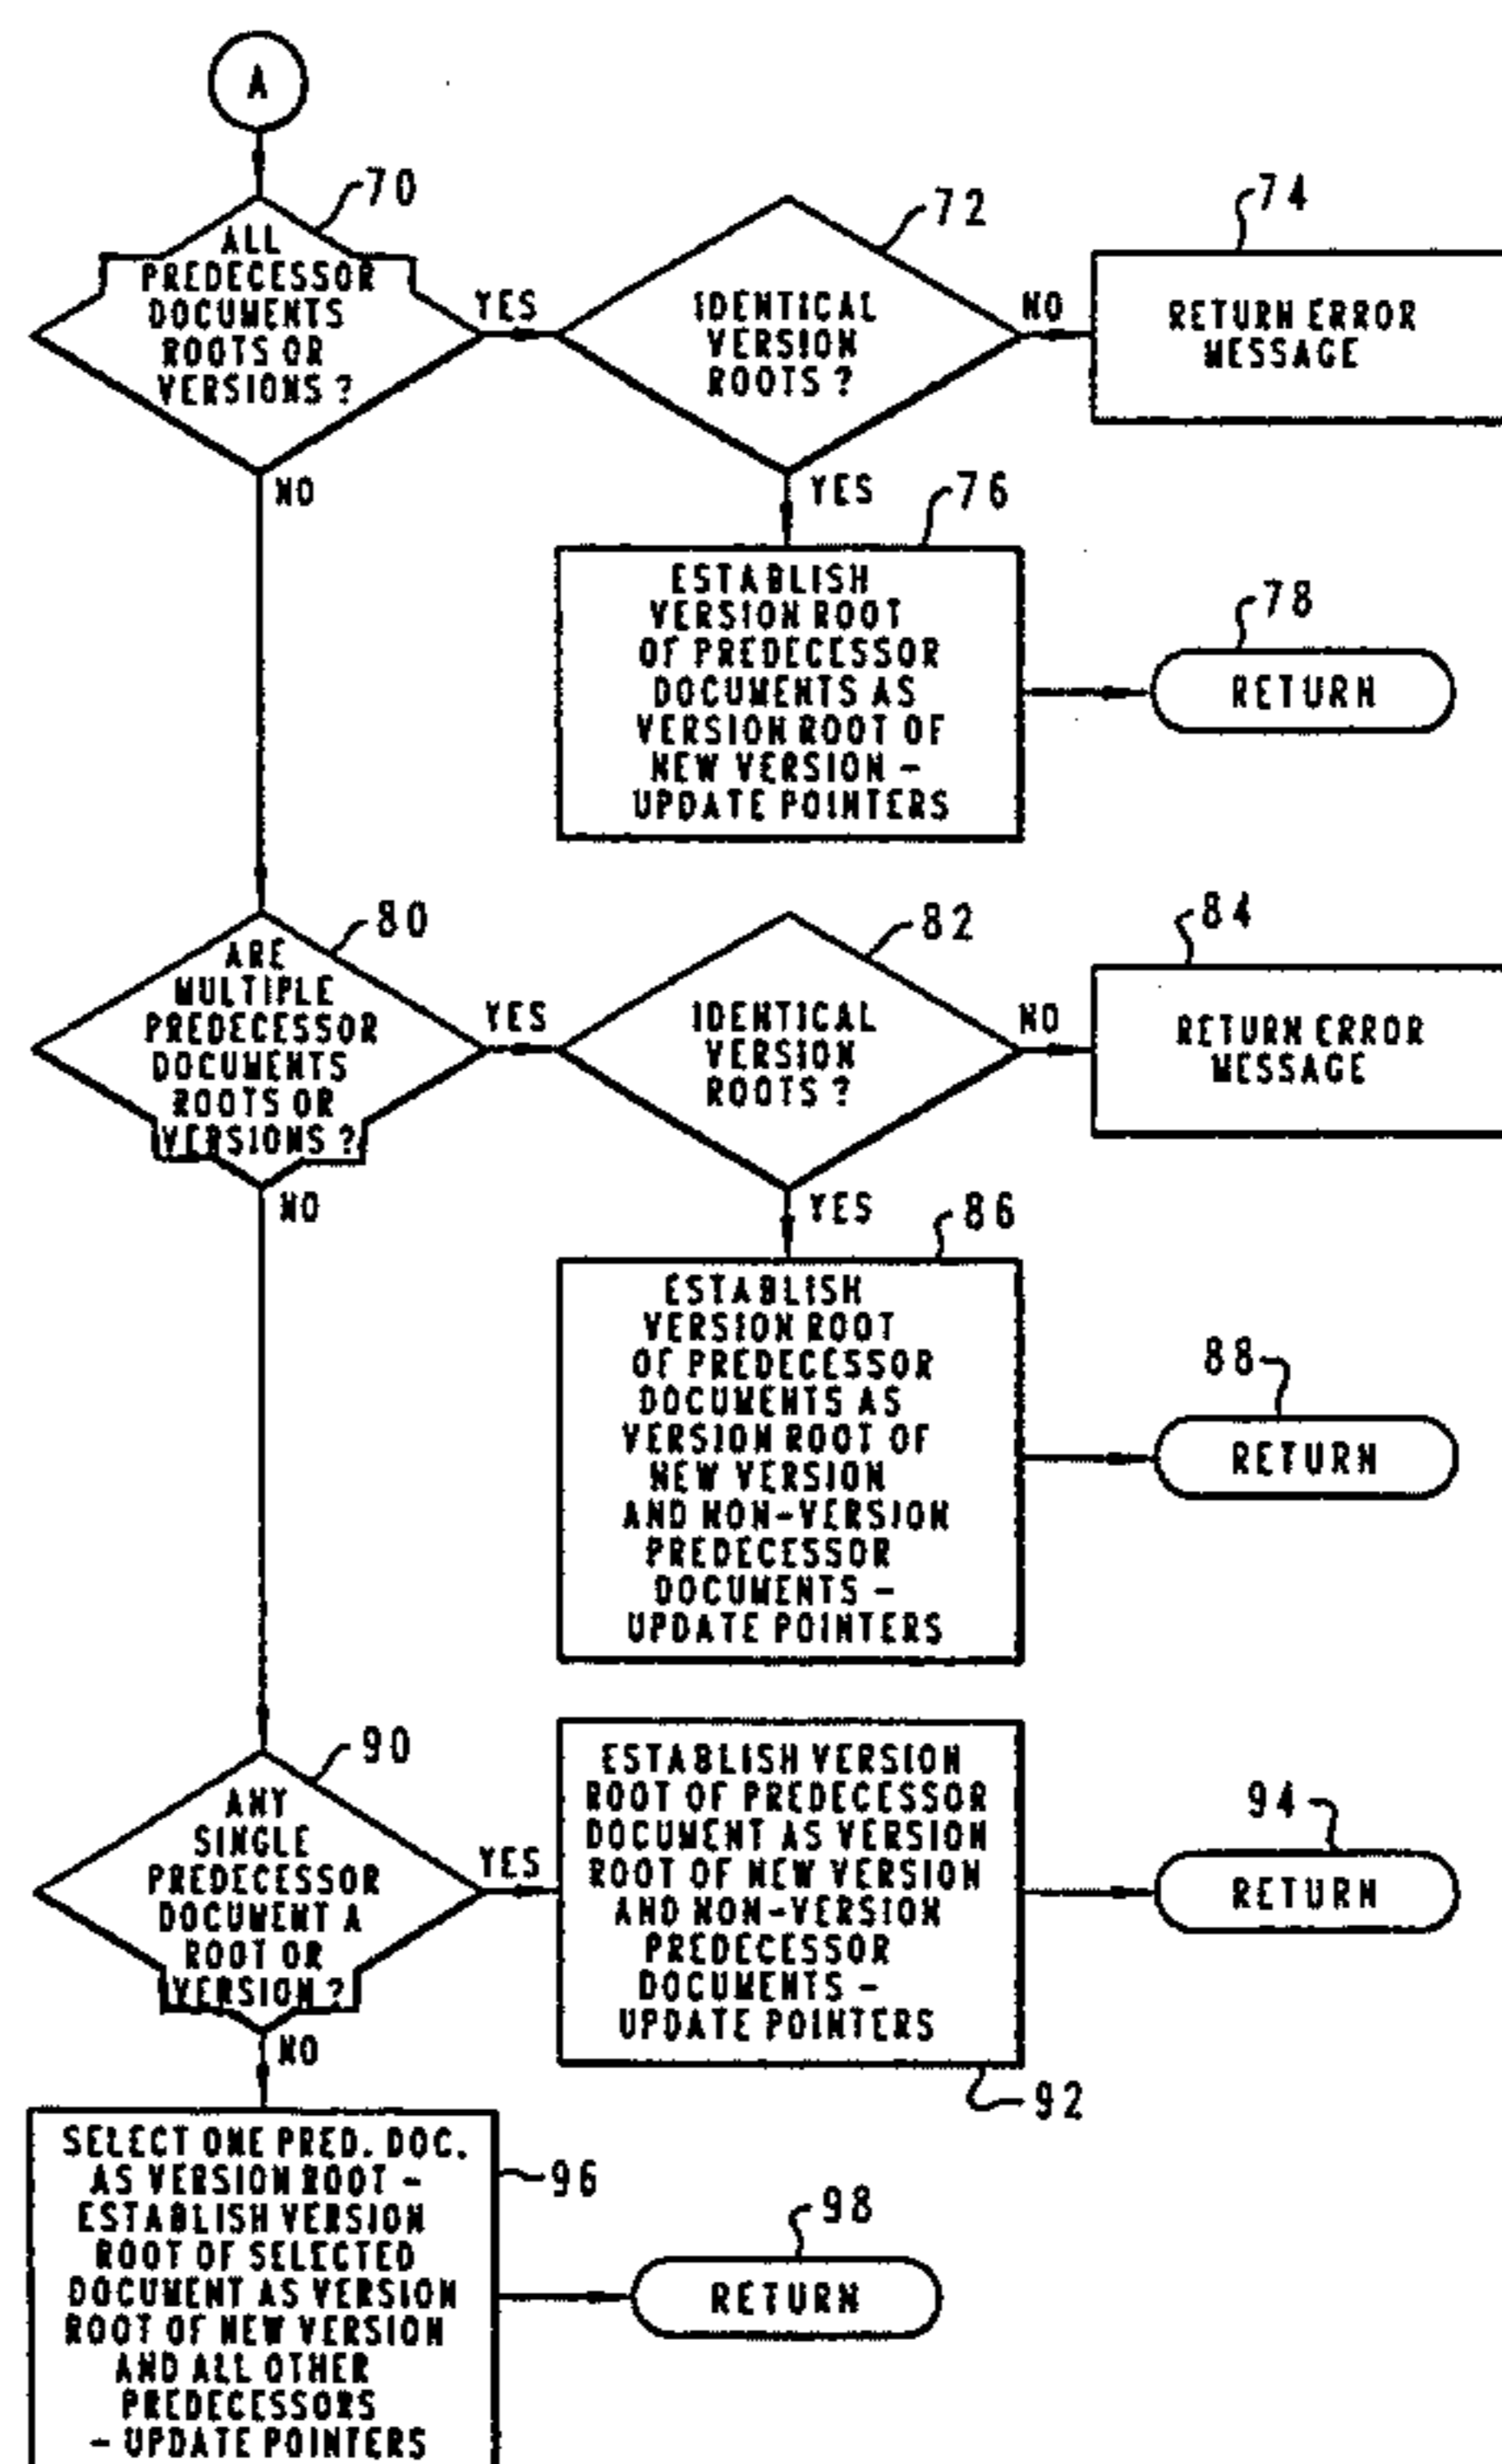 A
70
ALL
PREDECESSOR
DOCUMENTS
ROOTS OR
VERSIONS ?
YES
NO
72
IDENTICAL
VERSION
ROOTS ?
NO
YES
74
RETURN ERROR
MESSAGE
76
ESTABLISH
VERSION ROOT
OF PREDECESSOR
DOCUMENTS AS
VERSION ROOT OF
NEW VERSION -
UPDATE POINTERS
78
RETURN
80
ARE
MULTIPLE
PREDECESSOR
DOCUMENTS
ROOTS OR
VERSIONS ?
YES
NO
82
IDENTICAL
VERSION
ROOTS ?
NO
YES
84
RETURN ERROR
MESSAGE
86
ESTABLISH
VERSION ROOT
OF PREDECESSOR
DOCUMENTS AS
VERSION ROOT OF
NEW VERSION
AND NON-VERSION
PREDECESSOR
DOCUMENTS -
UPDATE POINTERS
88
RETURN
90
ANY
SINGLE
PREDECESSOR
DOCUMENT A
ROOT OR
VERSION ?
YES
NO
ESTABLISH VERSION
ROOT OF PREDECESSOR
DOCUMENT AS VERSION
ROOT OF NEW VERSION
AND NON-VERSION
PREDECESSOR
DOCUMENTS -
UPDATE POINTERS
92
94
RETURN
SELECT ONE PRED. DOC.
AS VERSION ROOT -
ESTABLISH VERSION
ROOT OF SELECTED
DOCUMENT AS VERSION
ROOT OF NEW VERSION
AND ALL OTHER
PREDECESSORS
- UPDATE POINTERS
96
98
RETURN